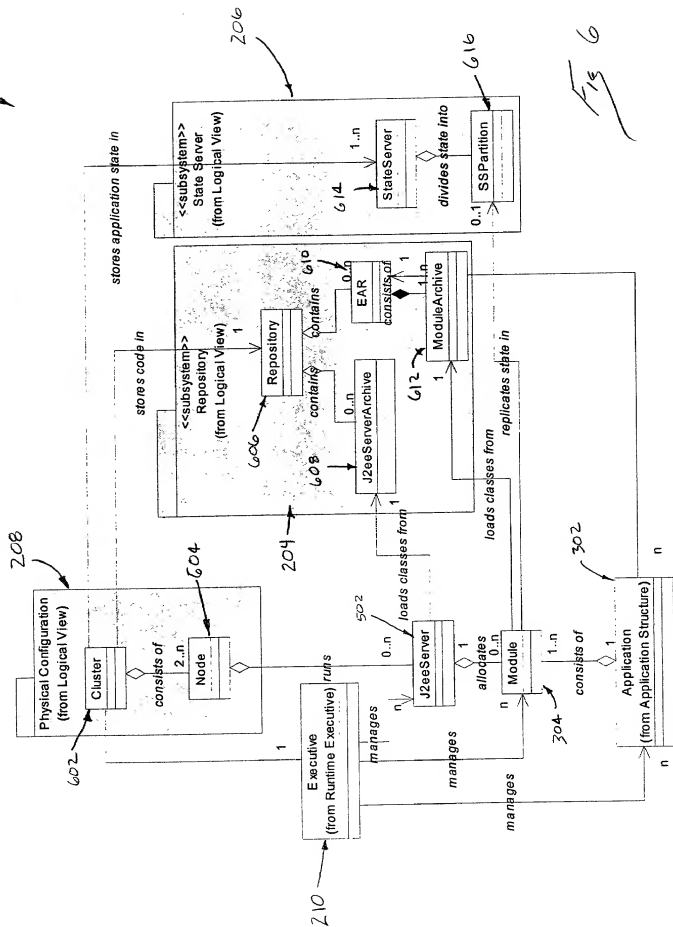 206
Fig 6
stores application state in
<<subsystem>>
State Server
(from Logical View)
1..n
StateServer
614
divides state into
SSPartition
616
0..1
stores code in
<<subsystem>>
Repository
(from Logical View)
1
Repository
606
contains
contains
0..n
610
EAR
consists of
1
1..n
ModuleArchive
612
1
0..n
J2eeServerArchive
608
1
204
loads classes from
loads classes from
replicates state in
208
Physical Configuration
(from Logical View)
Cluster
602
consists of
2..n
Node
604
runs
502
0..n
J2eeServer
n
1
allocates
0..n
Module
n
304
1..n
consists of
1
302
n
Application
(from Application Structure)
n
1
Executive
(from Runtime Executive)
210
manages
manages
manages